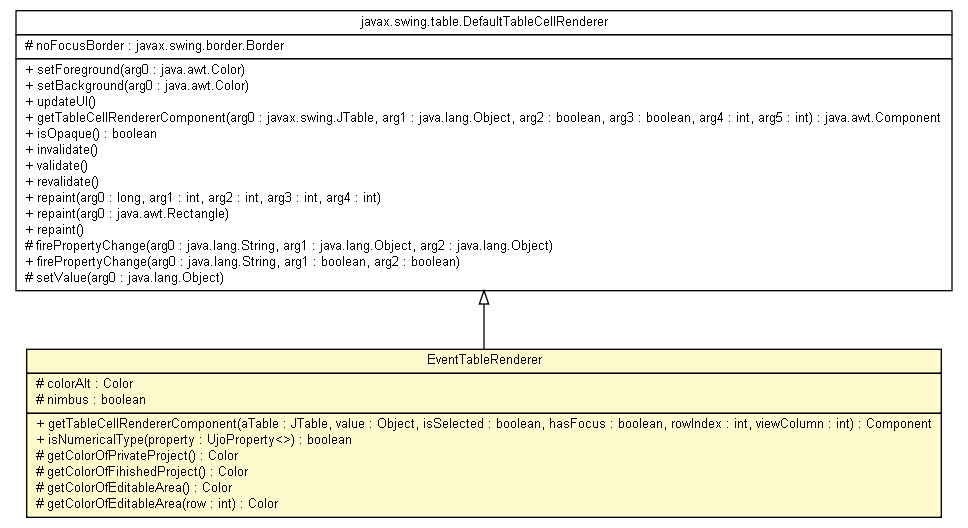 javax.swing.table.DefaultTableCellRenderer
# noFocusBorder : javax.swing.border.Border
+ setForeground(arg0 : java.awt.Color)
+ setBackground(arg0 : java.awt.Color)
+ updateUI()
+ getTableCellRendererComponent(arg0 : javax.swing.JTable, arg1 : java.lang.Object, arg2 : boolean, arg3 : boolean, arg4 : int, arg5 : int) : java.awt.Component
+ isOpaque() : boolean
+ invalidate()
+ validate()
+ revalidate()
+ repaint(arg0 : long, arg1 : int, arg2 : int, arg3 : int, arg4 : int)
+ repaint(arg0 : java.awt.Rectangle)
+ repaint()
# firePropertyChange(arg0 : java.lang.String, arg1 : java.lang.Object, arg2 : java.lang.Object)
+ firePropertyChange(arg0 : java.lang.String, arg1 : boolean, arg2 : boolean)
# setValue(arg0 : java.lang.Object)
EventTableRenderer
# colorAlt : Color
# nimbus : boolean
+ getTableCellRendererComponent(aTable : JTable, value : Object, isSelected : boolean, hasFocus : boolean, rowIndex : int, viewColumn : int) : Component
+ isNumericalType(property : UjoProperty<>) : boolean
# getColorOfPrivateProject() : Color
# getColorOfFihishedProject() : Color
# getColorOfEditableArea() : Color
# getColorOfEditableArea(row : int) : Color